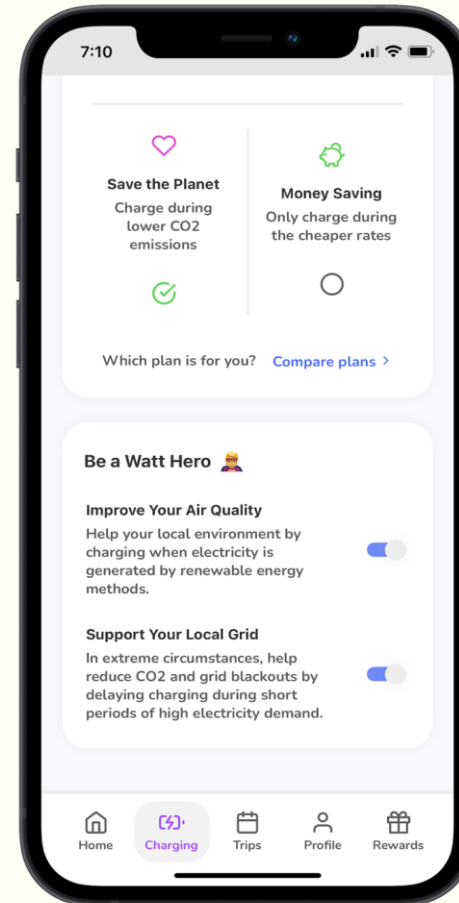 7:10
Save the Planet
Charge during
lower CO2
emissions
Money Saving
Only charge during
the cheaper rates
Which plan is for you? Compare plans >
Be a Watt Hero
Improve Your Air Quality
Help your local environment by
charging when electricity is
generated by renewable energy
methods.
Support Your Local Grid
In extreme circumstances, help
reduce CO2 and grid blackouts by
delaying charging during short
periods of high electricity demand.
Home Charging Trips Profile Rewards